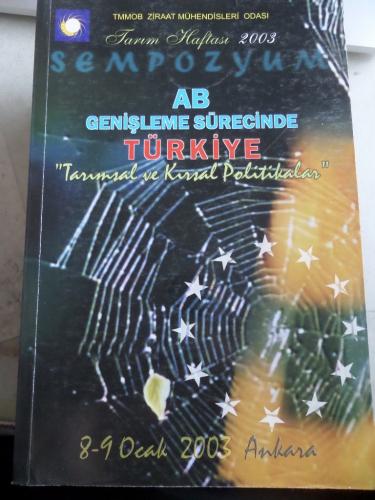 TMMOB ZİRAAT MÜHENDİSLERİ ODASI
Tarım Haftası 2003
SEMPOZYUM
AB
GENİŞLEME SÜRECİNDE
TÜRKİYE
"Tarımsal ve Kırsal Politikalar"
8-9 Ocak 2003 Ankara